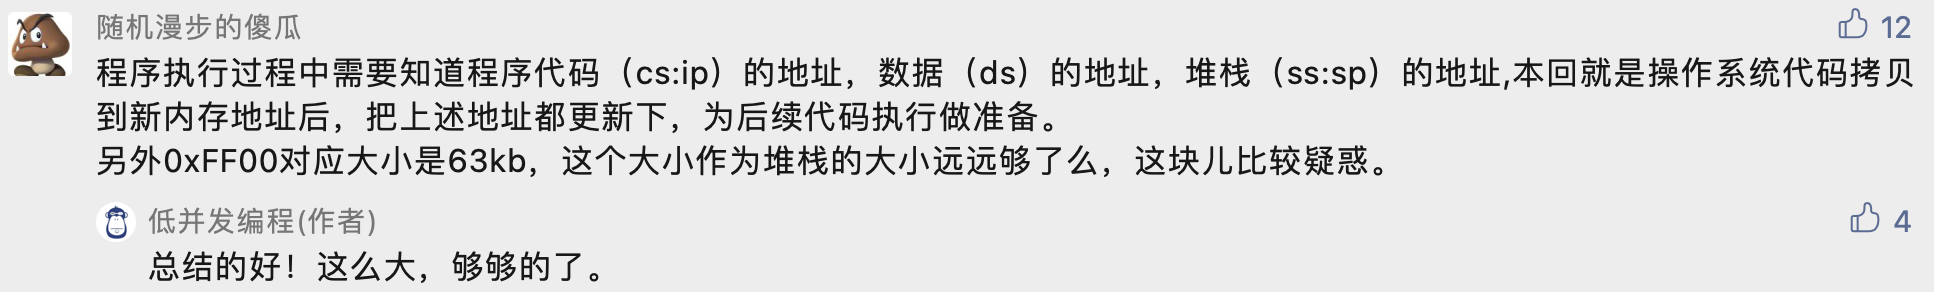 随机漫步的傻瓜
12
程序执行过程中需要知道程序代码（cs:ip）的地址，数据（ds）的地址，堆栈（ss:sp）的地址,本回就是操作系统代码拷贝
到新内存地址后，把上述地址都更新下，为后续代码执行做准备。
另外0xFF00对应大小是63kb，这个大小作为堆栈的大小远远够了么，这块儿比较疑惑。
低并发编程(作者)
4
总结的好！这么大，够够的了。